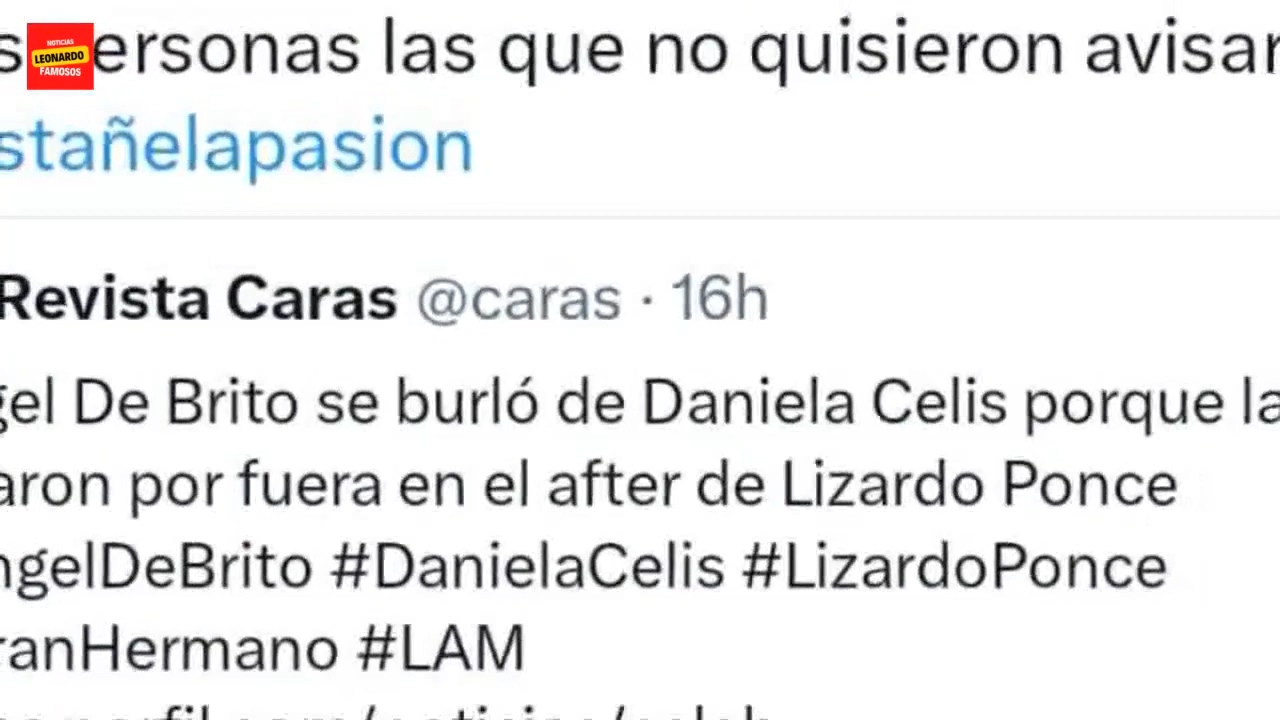 NOTICIAS
LEONARDO
FAMOSOS
ersonas las que no quisieron avisar
stañelapasion
Revista Caras @caras · 16h
gel De Brito se burló de Daniela Celis porque la
aron por fuera en el after de Lizardo Ponce
ngelDeBrito #DanielaCelis #LizardoPonce
ranHermano #LAM